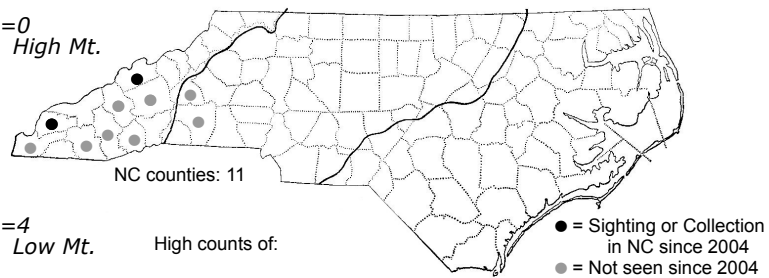 =0
High Mt.
NC counties: 11
=4
Low Mt.
High counts of:
= Sighting or Collection
in NC since 2004
= Not seen since 2004